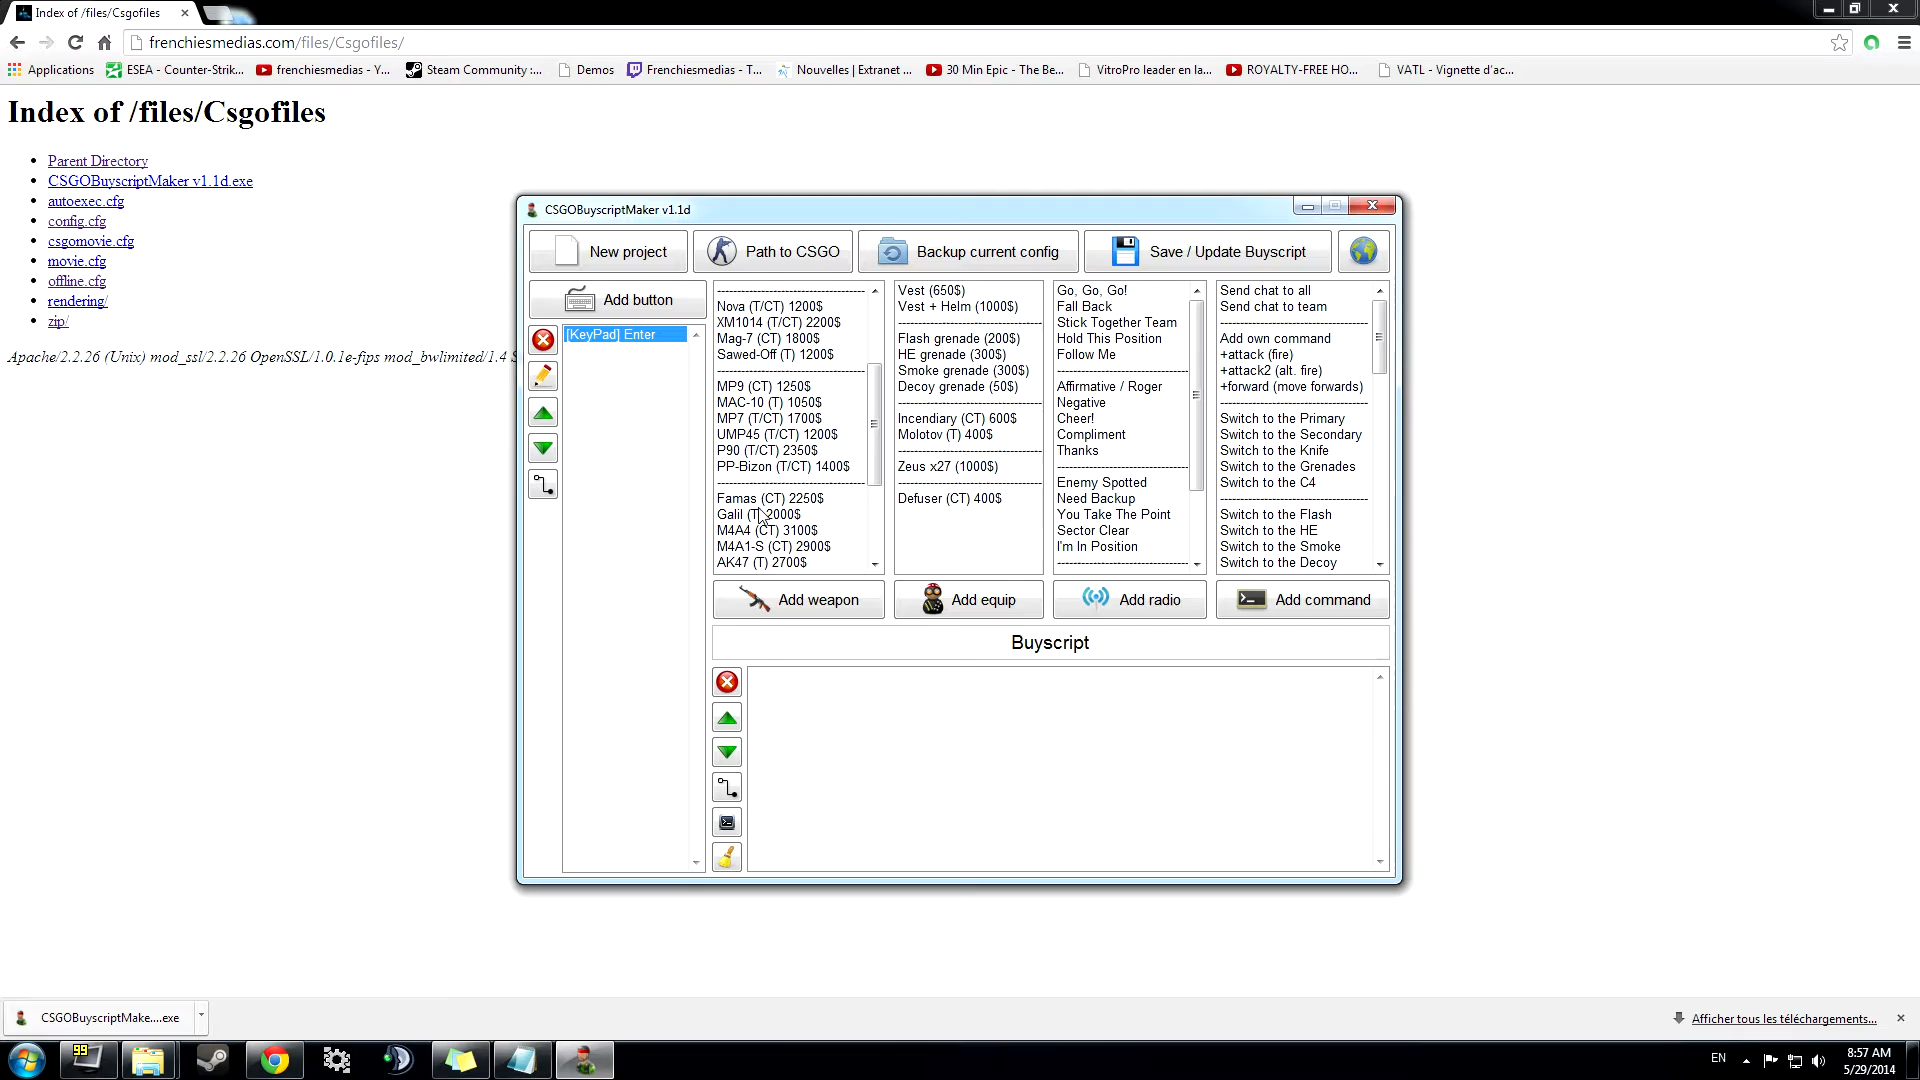 Index of /files/Csgofiles
frenchiesmedias.com/files/Csgofiles/
Applications
ESEA - Counter-Strik...
frenchiesmedias - Y...
Steam Community :...
Demos
Frenchiesmedias - T...
Nouvelles | Extranet ...
30 Min Epic - The Be...
VitroPro leader en la...
ROYALTY-FREE HO...
VATL - Vignette d'ac...
Index of /files/Csgofiles
Parent Directory
CSGOBuyscriptMaker v1.1d.exe
autoexec.cfg
config.cfg
csgomovie.cfg
movie.cfg
offline.cfg
rendering/
zip/
Apache/2.2.26 (Unix) mod_ssl/2.2.26 OpenSSL/1.0.1e-fips mod_bwlimited/1.4 S
CSGOBuyscriptMaker v1.1d
New project
Path to CSGO
Backup current config
Save / Update Buyscript
Add button
[KeyPad] Enter
Nova (T/CT) 1200$
XM1014 (T/CT) 2200$
Mag-7 (CT) 1800$
Sawed-Off (T) 1200$
MP9 (CT) 1250$
MAC-10 (T) 1050$
MP7 (T/CT) 1700$
UMP45 (T/CT) 1200$
P90 (T/CT) 2350$
PP-Bizon (T/CT) 1400$
Famas (CT) 2250$
Galil (T) 2000$
M4A4 (CT) 3100$
M4A1-S (CT) 2900$
AK47 (T) 2700$
Add weapon
Vest (650$)
Vest + Helm (1000$)
Flash grenade (200$)
HE grenade (300$)
Smoke grenade (300$)
Decoy grenade (50$)
Incendiary (CT) 600$
Molotov (T) 400$
Zeus x27 (1000$)
Defuser (CT) 400$
Add equip
Go, Go, Go!
Fall Back
Stick Together Team
Hold This Position
Follow Me
Affirmative / Roger
Negative
Cheer!
Compliment
Thanks
Enemy Spotted
Need Backup
You Take The Point
Sector Clear
I'm In Position
Add radio
Send chat to all
Send chat to team
Add own command
+attack (fire)
+attack2 (alt. fire)
+forward (move forwards)
Switch to the Primary
Switch to the Secondary
Switch to the Knife
Switch to the Grenades
Switch to the C4
Switch to the Flash
Switch to the HE
Switch to the Smoke
Switch to the Decoy
Add command
Buyscript
CSGOBuyscriptMake....exe
Afficher tous les téléchargements...
99
EN
8:57 AM
5/29/2014